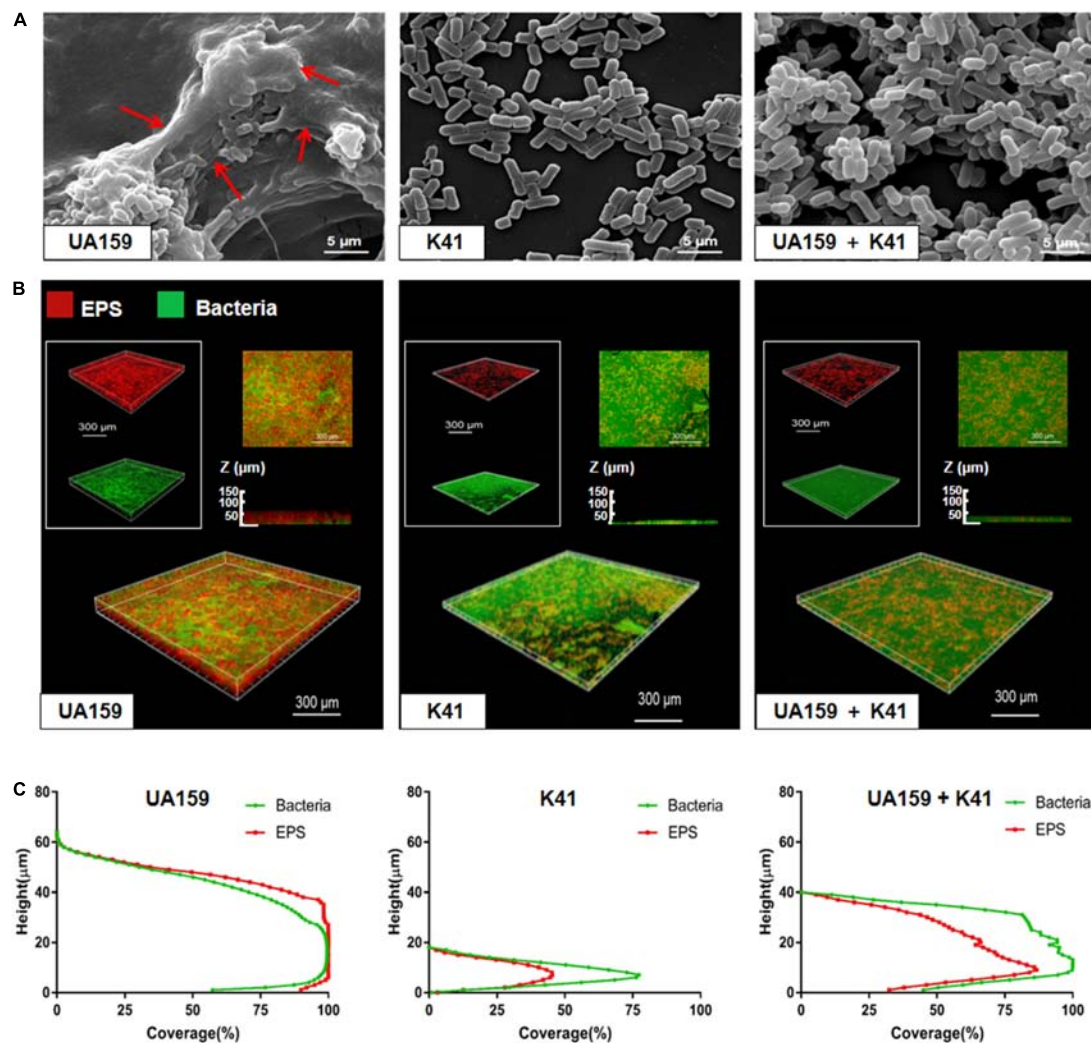 A
UA159
5 µm
K41
5 µm
UA159 + K41
5 µm
B
EPS
Bacteria
300 µm
300 µm
Z (µm)
150
100
50
UA159
300 µm
300 µm
300 µm
Z (µm)
150
100
50
K41
300 µm
300 µm
300 µm
Z (µm)
150
100
50
UA159 + K41
300 µm
C
UA159
Bacteria
EPS
Height(µm)
80
60
40
20
0
0 25 50 75 100
Coverage(%)
K41
Bacteria
EPS
Height(µm)
80
60
40
20
0
0 25 50 75 100
Coverage(%)
UA159 + K41
Bacteria
EPS
Height(µm)
80
60
40
20
0
0 25 50 75 100
Coverage(%)